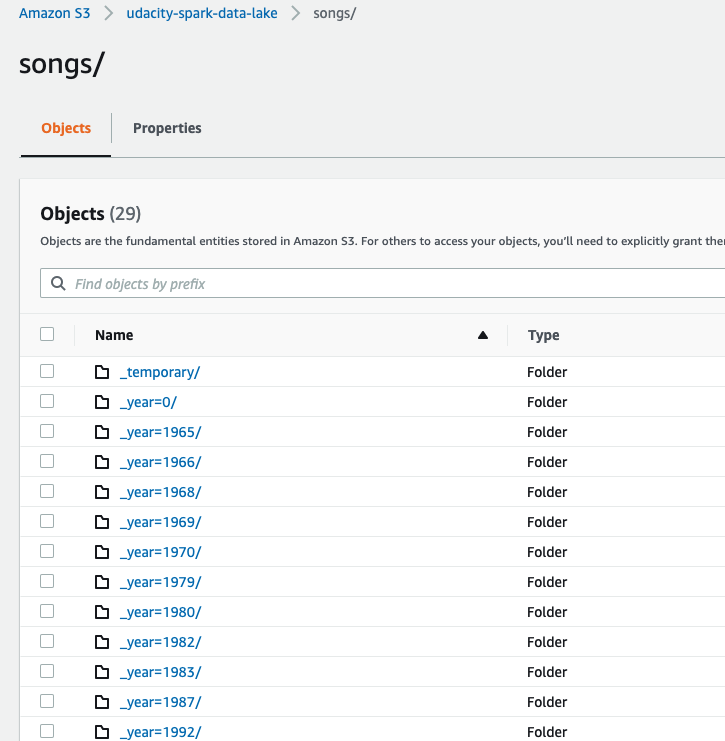 Amazon S3 > udacity-spark-data-lake > songs/
songs/
Objects Properties
Objects (29)
Objects are the fundamental entities stored in Amazon S3. For others to access your objects, you'll need to explicitly grant
Find objects by prefix
Name Type
_temporary/ Folder
_year=0/ Folder
_year=1965/ Folder
_year=1966/ Folder
_year=1968/ Folder
_year=1969/ Folder
_year=1970/ Folder
_year=1979/ Folder
_year=1980/ Folder
_year=1982/ Folder
_year=1983/ Folder
_year=1987/ Folder
_year=1992/ Folder